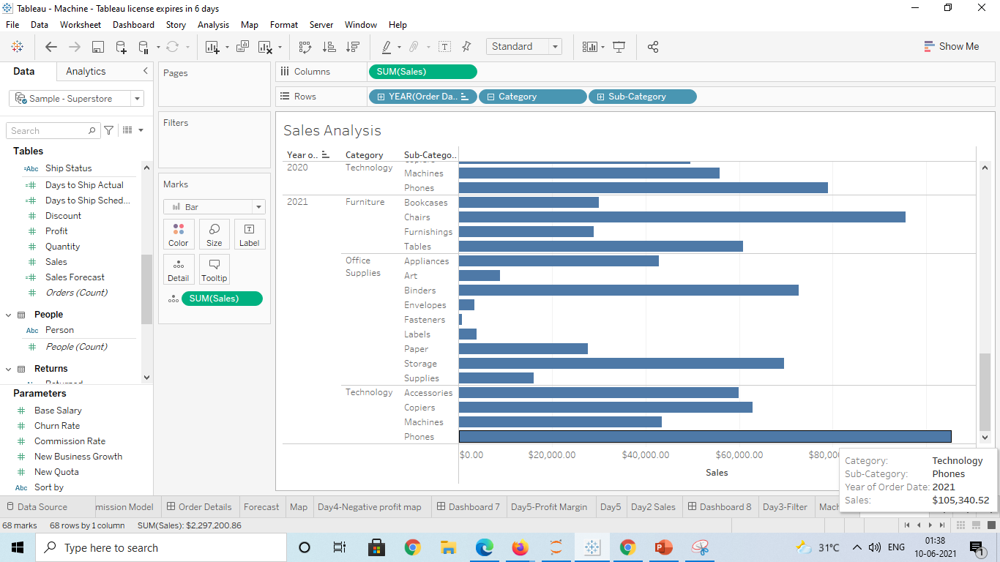 Tableau - Machine - Tableau license expires in 6 days
File Data Worksheet Dashboard Story Analysis Map Format Server Window Help
Standard
Show Me
Data Analytics
Sample - Superstore
Search
Tables
Abc Ship Status
Days to Ship Actual
Days to Ship Sched...
Discount
Profit
Quantity
Sales
Sales Forecast
Orders (Count)
People
Abc Person
People (Count)
Returns
Parameters
Base Salary
Churn Rate
Commission Rate
New Business Growth
New Quota
Abc Sort by
Pages
Filters
Marks
Bar
Color Size Label
Detail Tooltip
SUM(Sales)
Columns SUM(Sales)
Rows YEAR(Order Da.. Category Sub-Category
Sales Analysis
Year o.. Category Sub-Catego..
2020 Technology
Machines
Phones
2021 Furniture Bookcases
Chairs
Furnishings
Tables
Office Supplies Appliances
Art
Binders
Envelopes
Fasteners
Labels
Paper
Storage
Supplies
Technology Accessories
Copiers
Machines
Phones
$0.00 $20,000.00 $40,000.00 $60,000.00
Sales
Category: Technology
Sub-Category: Phones
Year of Order Date: 2021
Sales: $105,340.52
Data Source mission Model Order Details Forecast Map Day4-Negative profit map Dashboard 7 Day5-Profit Margin Day5 Day2 Sales Dashboard 8 Day3-Filter Mach
68 marks 68 rows by 1 column SUM(Sales): $2,297,200.86
Type here to search
31°C ENG 01:38
10-06-2021
1